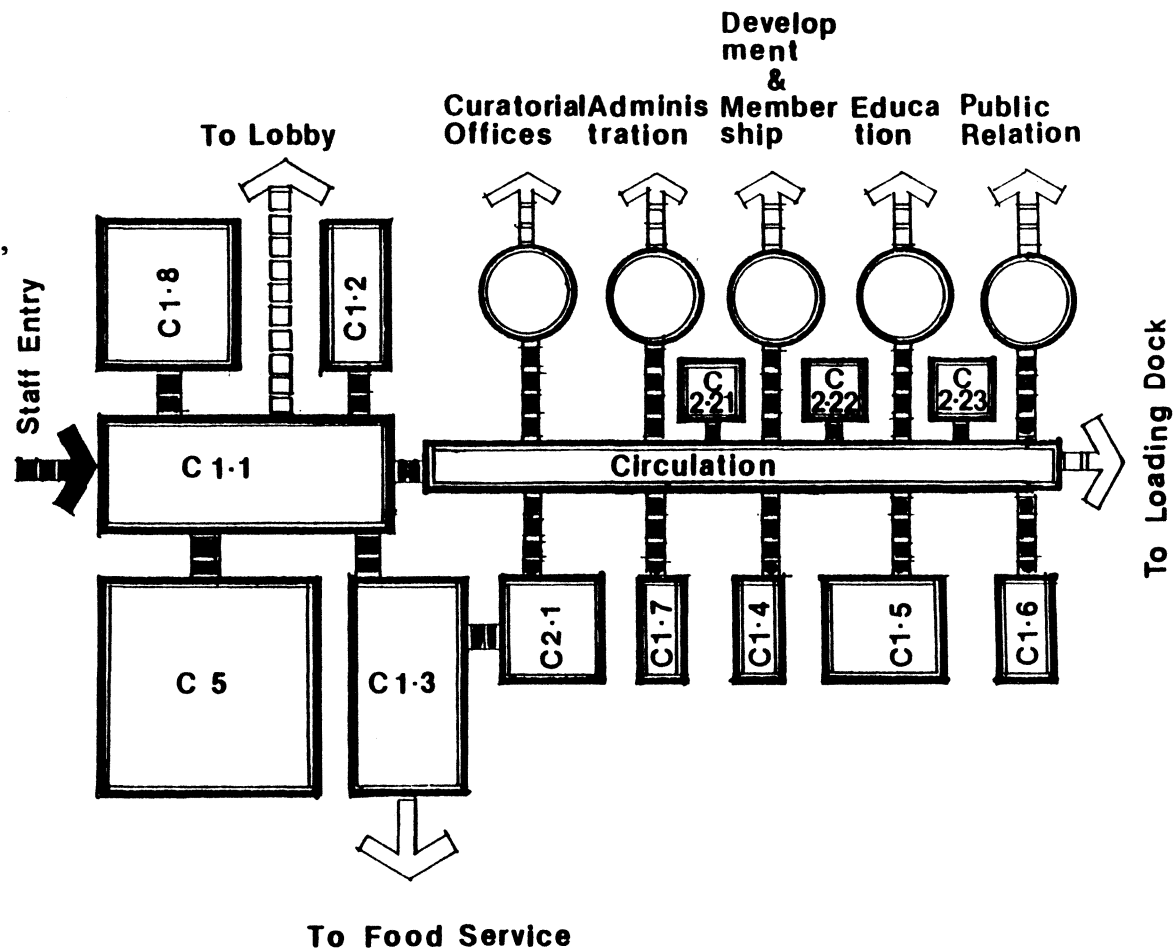 Develop
ment
&
Curatorial Adminis Member Educa Public
Offices tration ship tion Relation
To Lobby
C1·8
C1·2
Staff Entry
To Loading Dock
C
2·21
C
2·22
C
2·23
C1·1
Circulation
C 5
C1·3
C2·1
C1·7
C1·4
C1·5
C1·6
To Food Service